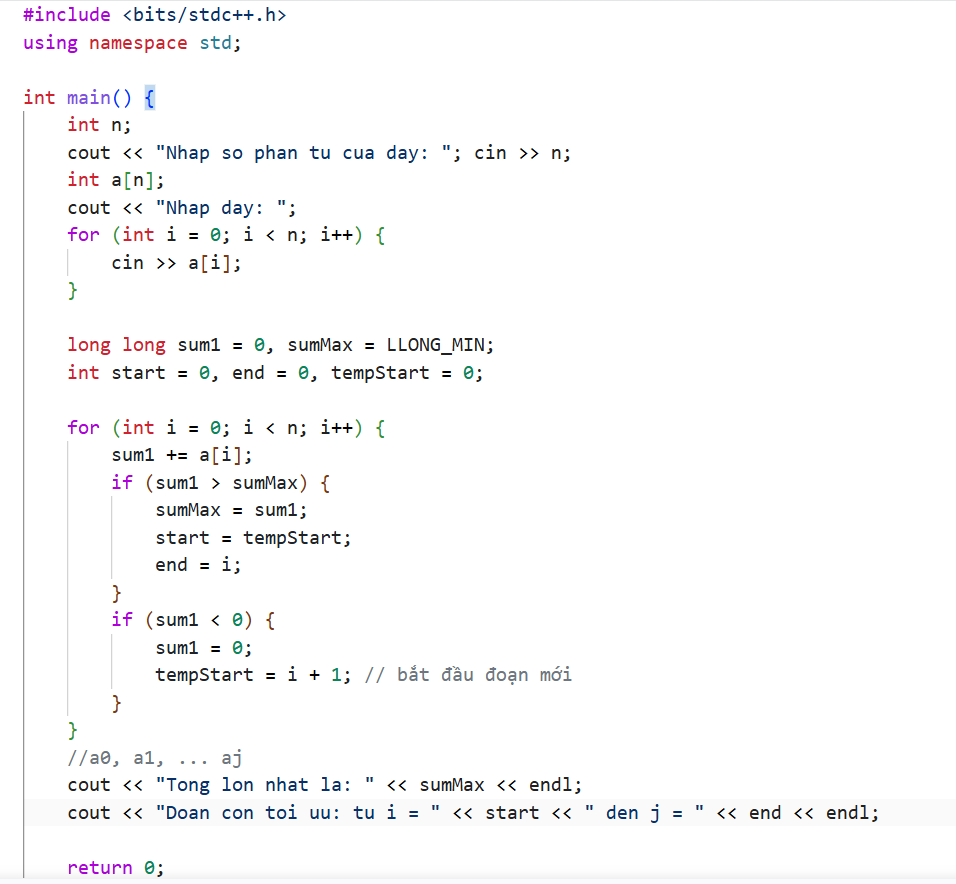 #include <bits/stdc++.h>
using namespace std;
int main() {
int n;
cout << "Nhap so phan tu cua day: "; cin >> n;
int a[n];
cout << "Nhap day: ";
for (int i = 0; i < n; i++) {
cin >> a[i];
}
long long sum1 = 0, sumMax = LLONG_MIN;
int start = 0, end = 0, tempStart = 0;
for (int i = 0; i < n; i++) {
sum1 += a[i];
if (sum1 > sumMax) {
sumMax = sum1;
start = tempStart;
end = i;
}
if (sum1 < 0) {
sum1 = 0;
tempStart = i + 1; // bắt đầu đoạn mới
}
}
//a0, a1, ... aj
cout << "Tong lon nhat la: " << sumMax << endl;
cout << "Doan con toi uu: tu i = " << start << " den j = " << end << endl;
return 0;